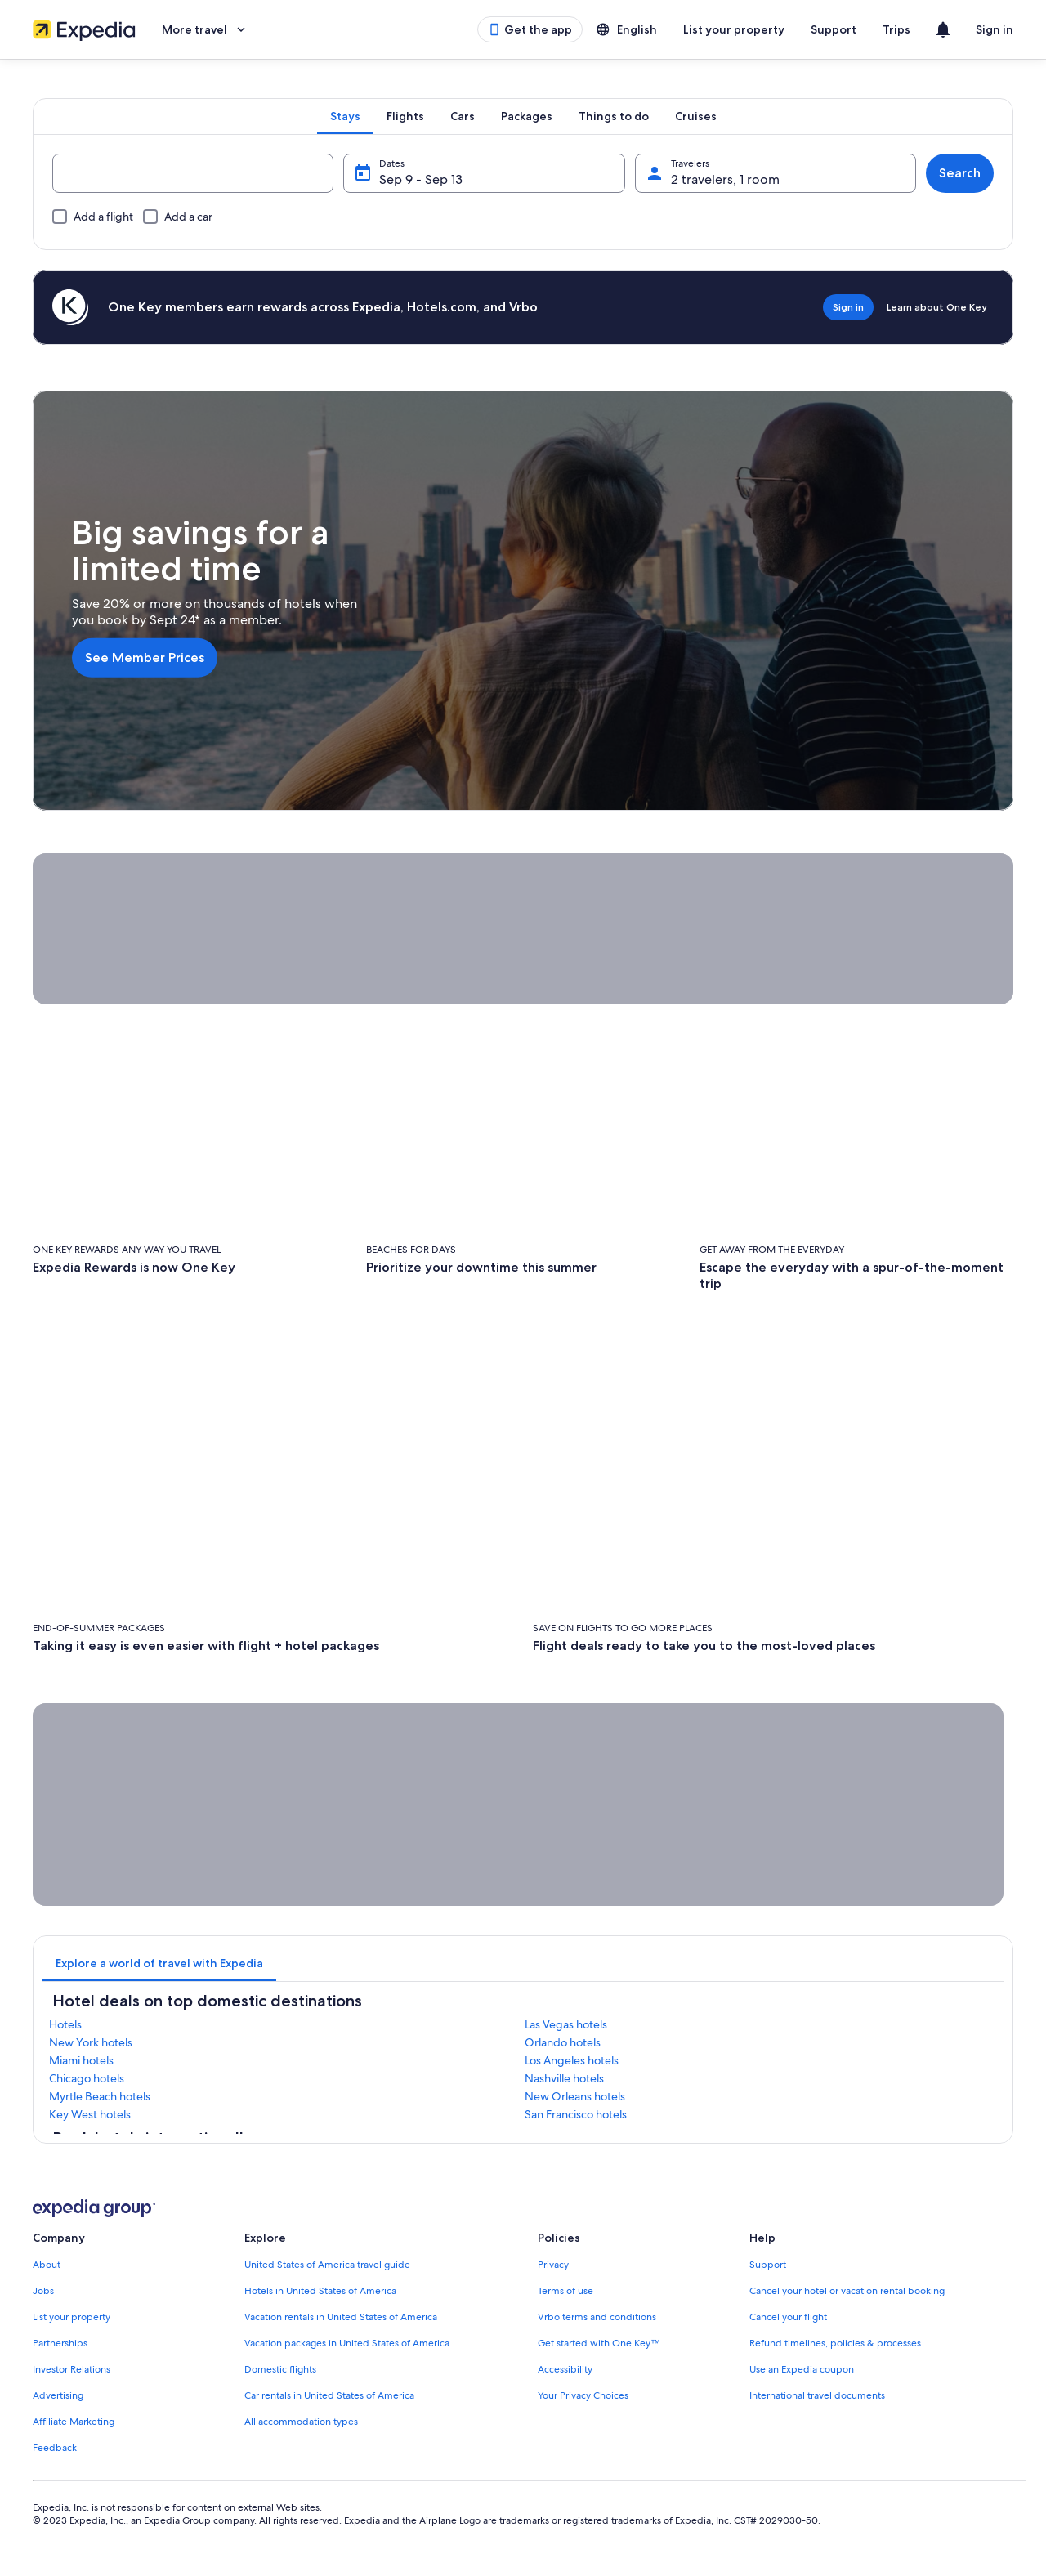 Expedia
More travel
Get the app
English
List your property
Support
Trips
Sign in
Stays
Flights
Cars
Packages
Things to do
Cruises
Dates
Sep 9 - Sep 13
Travelers
2 travelers, 1 room
Search
Add a flight
Add a car
One Key members earn rewards across Expedia, Hotels.com, and Vrbo
Sign in
Learn about One Key
Big savings for a
limited time
Save 20% or more on thousands of hotels when
you book by Sept 24* as a member.
See Member Prices
ONE KEY REWARDS ANY WAY YOU TRAVEL
Expedia Rewards is now One Key
BEACHES FOR DAYS
Prioritize your downtime this summer
GET AWAY FROM THE EVERYDAY
Escape the everyday with a spur-of-the-moment
trip
END-OF-SUMMER PACKAGES
Taking it easy is even easier with flight + hotel packages
SAVE ON FLIGHTS TO GO MORE PLACES
Flight deals ready to take you to the most-loved places
Explore a world of travel with Expedia
Hotel deals on top domestic destinations
Hotels
Las Vegas hotels
New York hotels
Orlando hotels
Miami hotels
Los Angeles hotels
Chicago hotels
Nashville hotels
Myrtle Beach hotels
New Orleans hotels
Key West hotels
San Francisco hotels
expedia group
Company
About
Jobs
List your property
Partnerships
Investor Relations
Advertising
Affiliate Marketing
Feedback
Explore
United States of America travel guide
Hotels in United States of America
Vacation rentals in United States of America
Vacation packages in United States of America
Domestic flights
Car rentals in United States of America
All accommodation types
Policies
Privacy
Terms of use
Vrbo terms and conditions
Get started with One Key™
Accessibility
Your Privacy Choices
Help
Support
Cancel your hotel or vacation rental booking
Cancel your flight
Refund timelines, policies & processes
Use an Expedia coupon
International travel documents
Expedia, Inc. is not responsible for content on external Web sites.
© 2023 Expedia, Inc., an Expedia Group company. All rights reserved. Expedia and the Airplane Logo are trademarks or registered trademarks of Expedia, Inc. CST# 2029030-50.